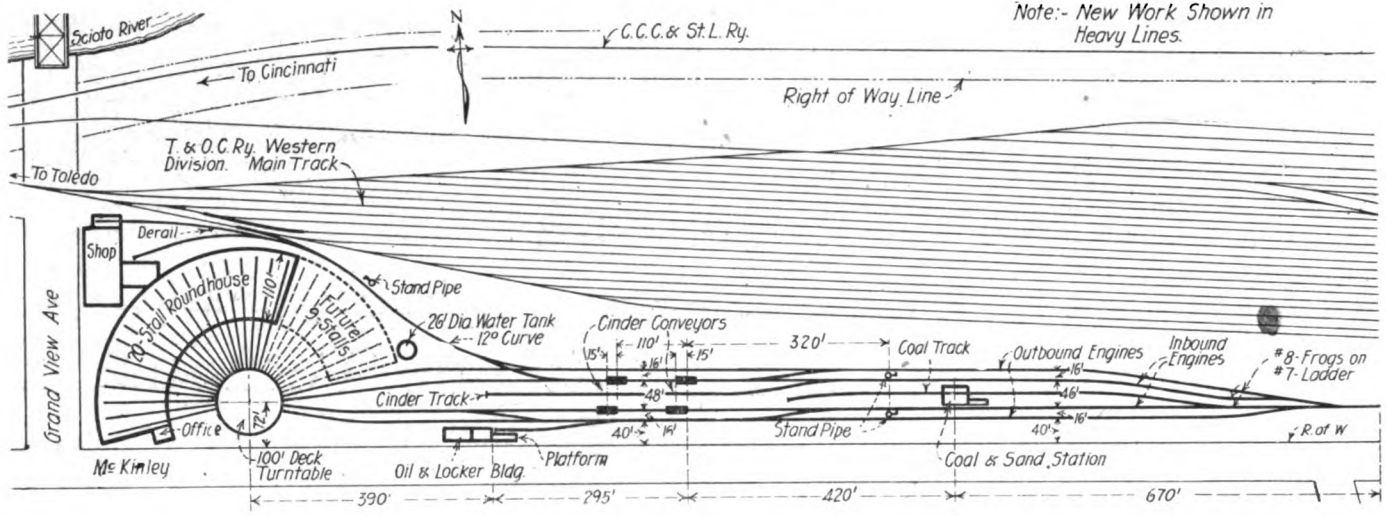 Scioto River
N
C.C.C. & St. L. Ry.
Note:- New Work Shown in
Heavy Lines.
To Cincinnati
Right of Way Line
T. & O.C. Ry. Western
Division. Main Track
To Toledo
Derail
Shop
Stand Pipe
20-Stall Roundhouse
110'
Future
9 Stalls
26' Dia. Water Tank
12° Curve
Cinder Conveyors
110'
15'
16'
15'
320'
Coal Track
Outbound Engines
16'
Inbound
Engines
#8-Frogs on
#7-Ladder
Grand View Ave
Cinder Track
48'
46'
72'
Office
40'
16'
Stand Pipe
16'
40'
R. of W
Mc Kinley
100' Deck
Turntable
Oil & Locker Bldg.
Platform
Coal & Sand Station
390'
295'
420'
670'